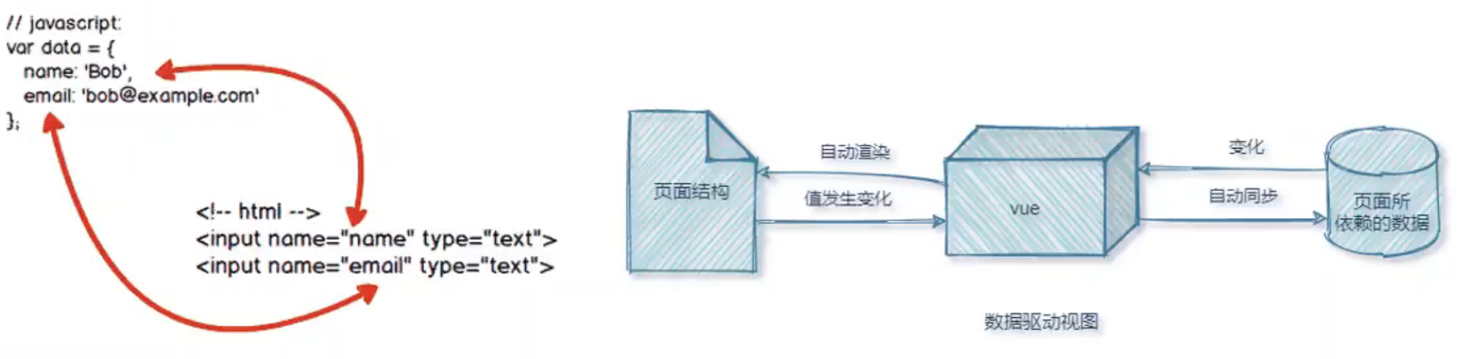 // javascript:
var data = {
name: 'Bob',
email: 'bob@example.com'
};
<!-- html -->
<input name="name" type="text">
<input name="email" type="text">
页面结构
自动渲染
值发生变化
vue
变化
自动同步
页面所
依赖的数据
数据驱动视图